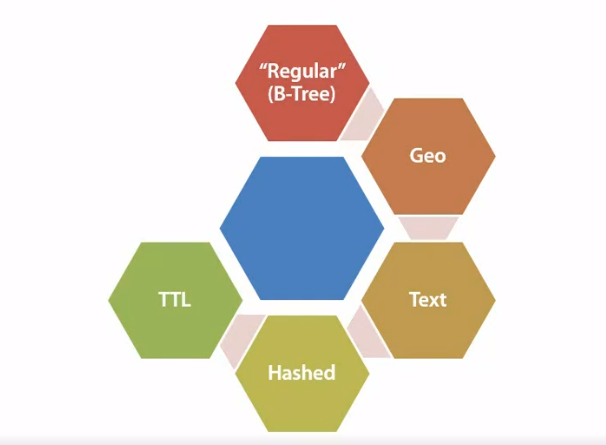 “Regular”
(B-Tree)
Geo
Text
Hashed
TTL